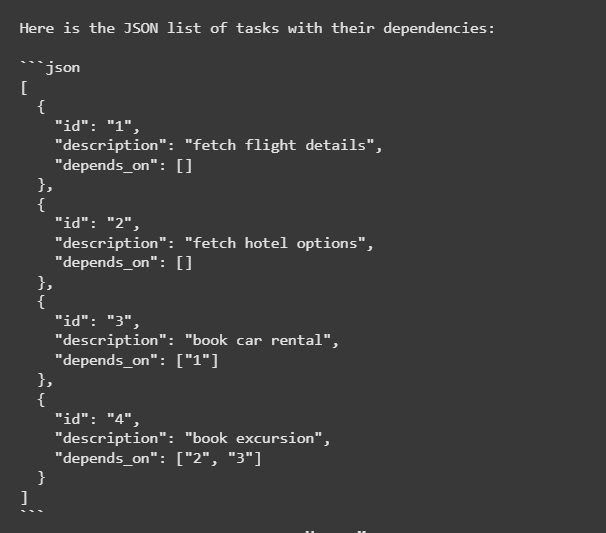 Here is the JSON list of tasks with their dependencies:
```json
[
  {
    "id": "1",
    "description": "fetch flight details",
    "depends_on": []
  },
  {
    "id": "2",
    "description": "fetch hotel options",
    "depends_on": []
  },
  {
    "id": "3",
    "description": "book car rental",
    "depends_on": ["1"]
  },
  {
    "id": "4",
    "description": "book excursion",
    "depends_on": ["2", "3"]
  }
]
```